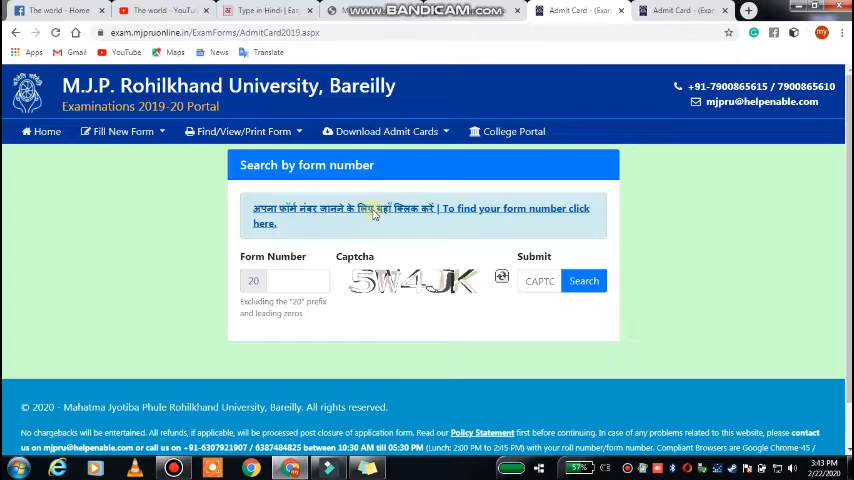 The world - Home
The world - YouTu
Type in Hindi | Eas
www.BANDICAM.com
Admit Card - (Exam
Admit Card - (Exam
exam.mjpruonline.in/ExamForms/AdmitCard2019.aspx
Apps Gmail YouTube Maps News Translate
M.J.P. Rohilkhand University, Bareilly
Examinations 2019-20 Portal
+91-7900865615 / 7900865610
mjpru@helpenable.com
Home Fill New Form Find/View/Print Form Download Admit Cards College Portal
Search by form number
अपना फॉर्म नंबर जानने के लिए यहाँ क्लिक करें | To find your form number click
here.
Form Number Captcha Submit
20 5W4JK CAPTC Search
Excluding the "20" prefix
and leading zeros
© 2020 - Mahatma Jyotiba Phule Rohilkhand University, Bareilly. All rights reserved.
No chargebacks will be entertained. All refunds, if applicable, will be processed post closure of application form. Read our Policy Statement first before continuing. In case of any problems related to this website, please contact
us on mjpru@helpenable.com or call us on +91-6307921907 / 6387484825 between 10:30 AM till 05:30 PM (Lunch: 2:00 PM to 2:45 PM) with your roll number/form number. Compliant Browsers are Google Chrome-45 /
57%
3:43 PM
2/22/2020